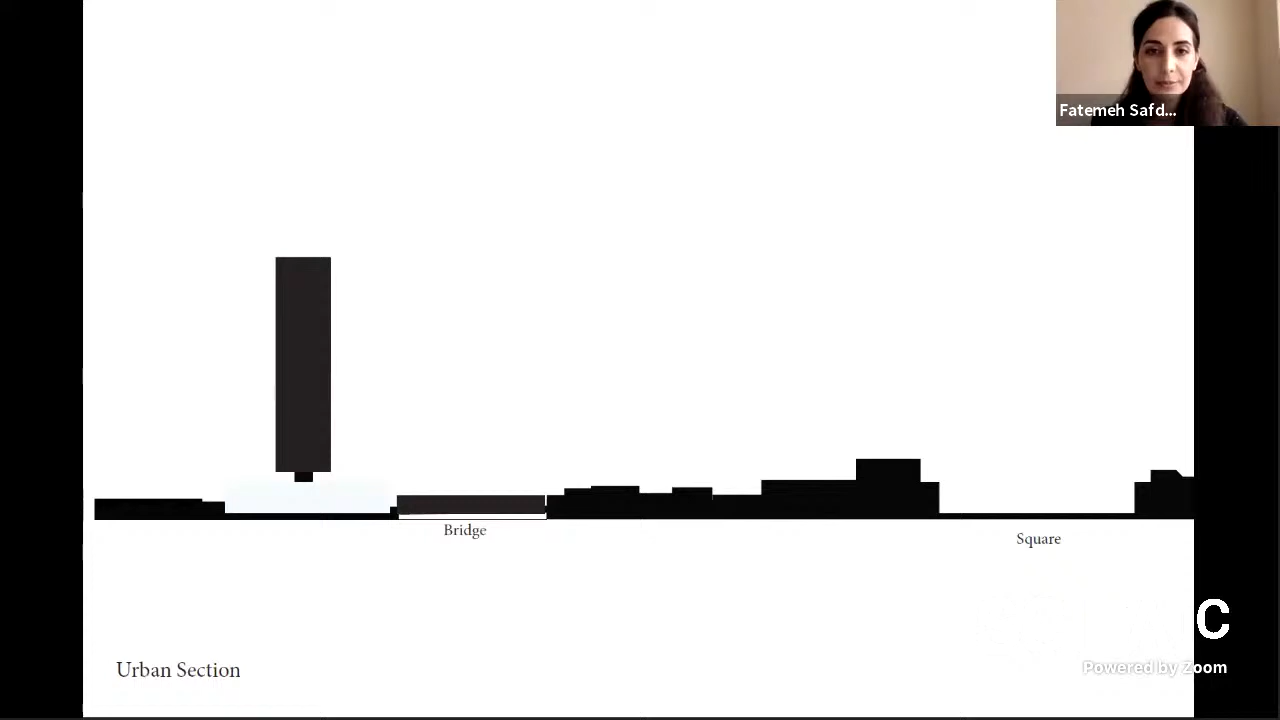 Fatemeh Safd...
Bridge
Square
C
Powered by Zoom
Urban Section